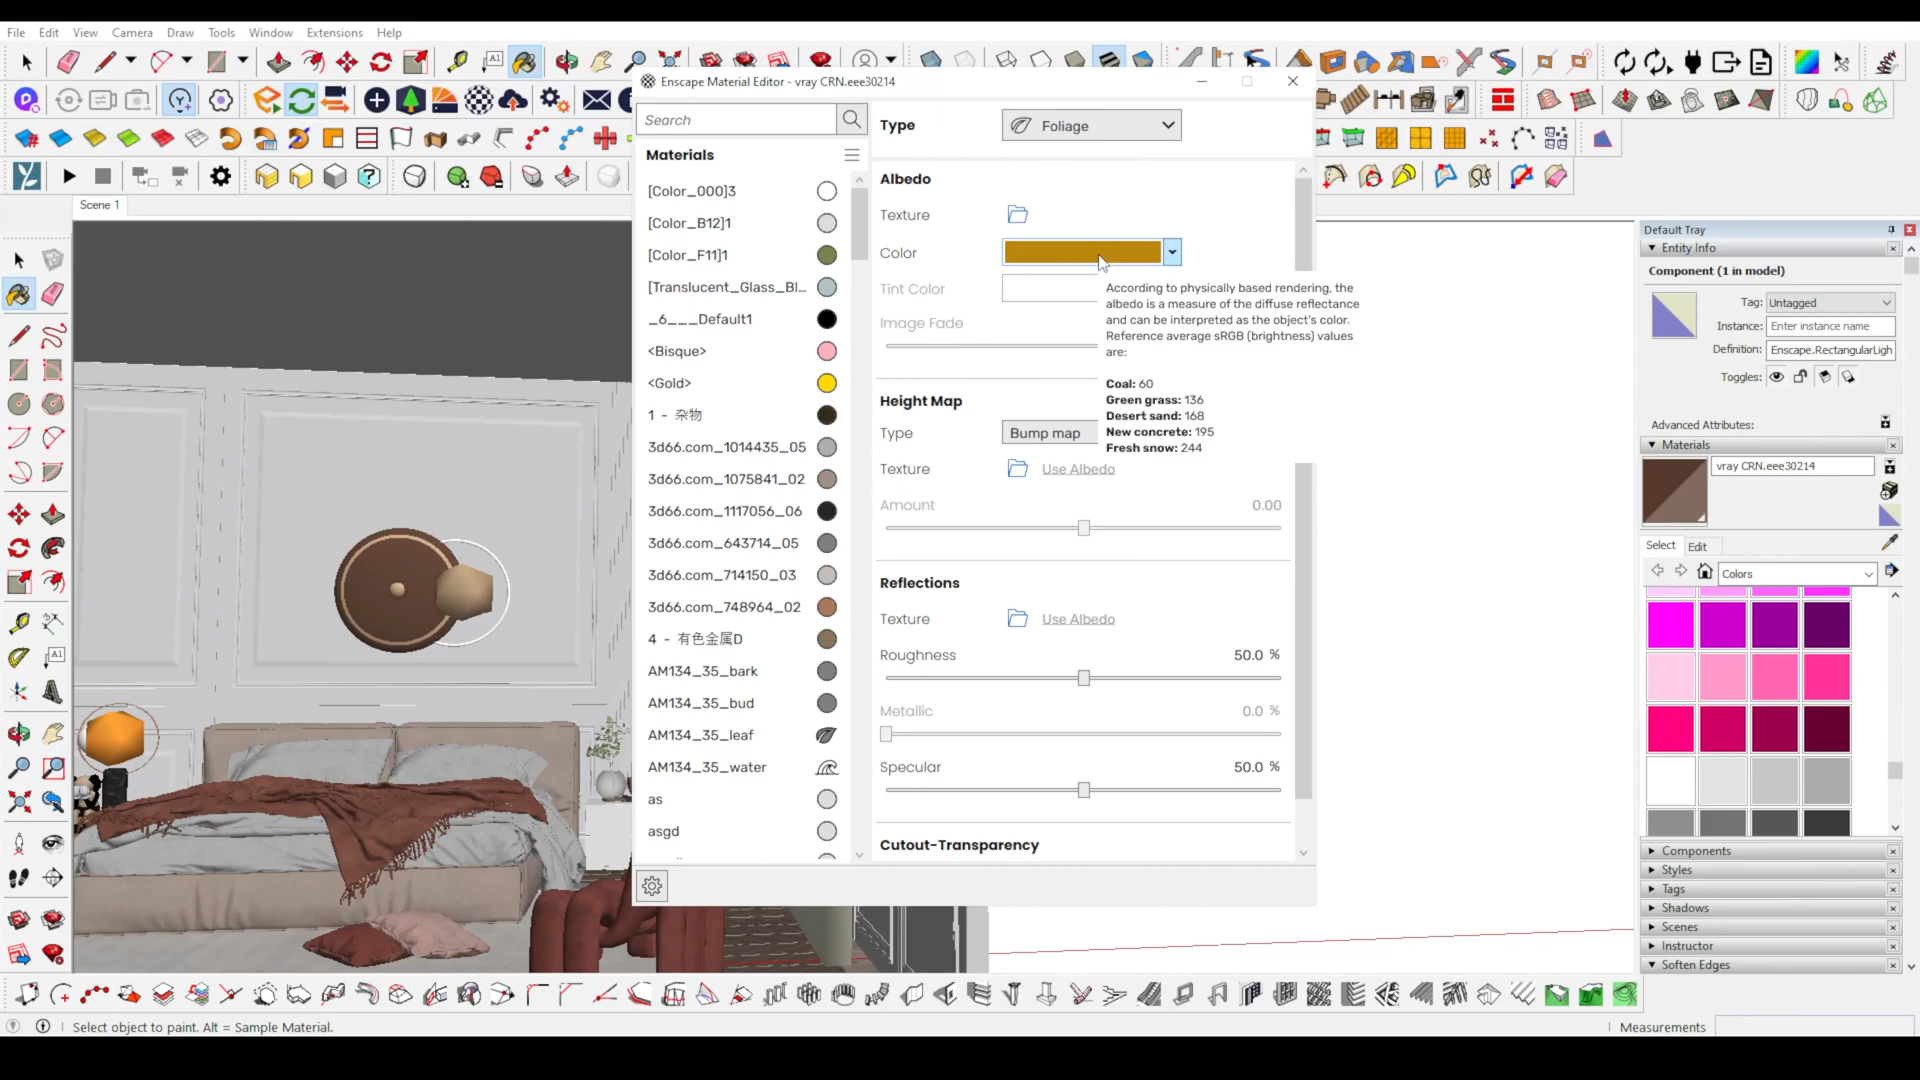 File Edit View Camera Draw Tools Window Extensions Help
Enscape Material Editor - vray CRN.eee30214
Scene 1
Search
Materials
[Color_000]3
[Color_B12]1
[Color_F11]1
[Translucent_Glass_Bl...
_6___Default1
<Bisque>
<Gold>
1 - 杂物
3d66.com_1014435_05
3d66.com_1075841_02
3d66.com_1117056_06
3d66.com_643714_05
3d66.com_714150_03
3d66.com_748964_02
4 - 有色金属D
AM134_35_bark
AM134_35_bud
AM134_35_leaf
AM134_35_water
as
asgd
Type Foliage
Albedo
Texture
Color
Tint Color
Image Fade
According to physically based rendering, the
albedo is a measure of the diffuse reflectance
and can be interpreted as the object's color.
Reference average sRGB (brightness) values
are:
Coal: 60
Green grass: 136
Desert sand: 168
New concrete: 195
Fresh snow: 244
Height Map
Type Bump map
Texture Use Albedo
Amount 0.00
Reflections
Texture Use Albedo
Roughness 50.0 %
Metallic 0.0 %
Specular 50.0 %
Cutout-Transparency
Default Tray
Entity Info
Component (1 in model)
Tag: Untagged
Instance: Enter instance name
Definition: Enscape.RectangularLigh
Toggles:
Advanced Attributes:
Materials
vray CRN.eee30214
Select Edit
Colors
Components
Styles
Tags
Shadows
Scenes
Instructor
Soften Edges
Select object to paint. Alt = Sample Material.
Measurements